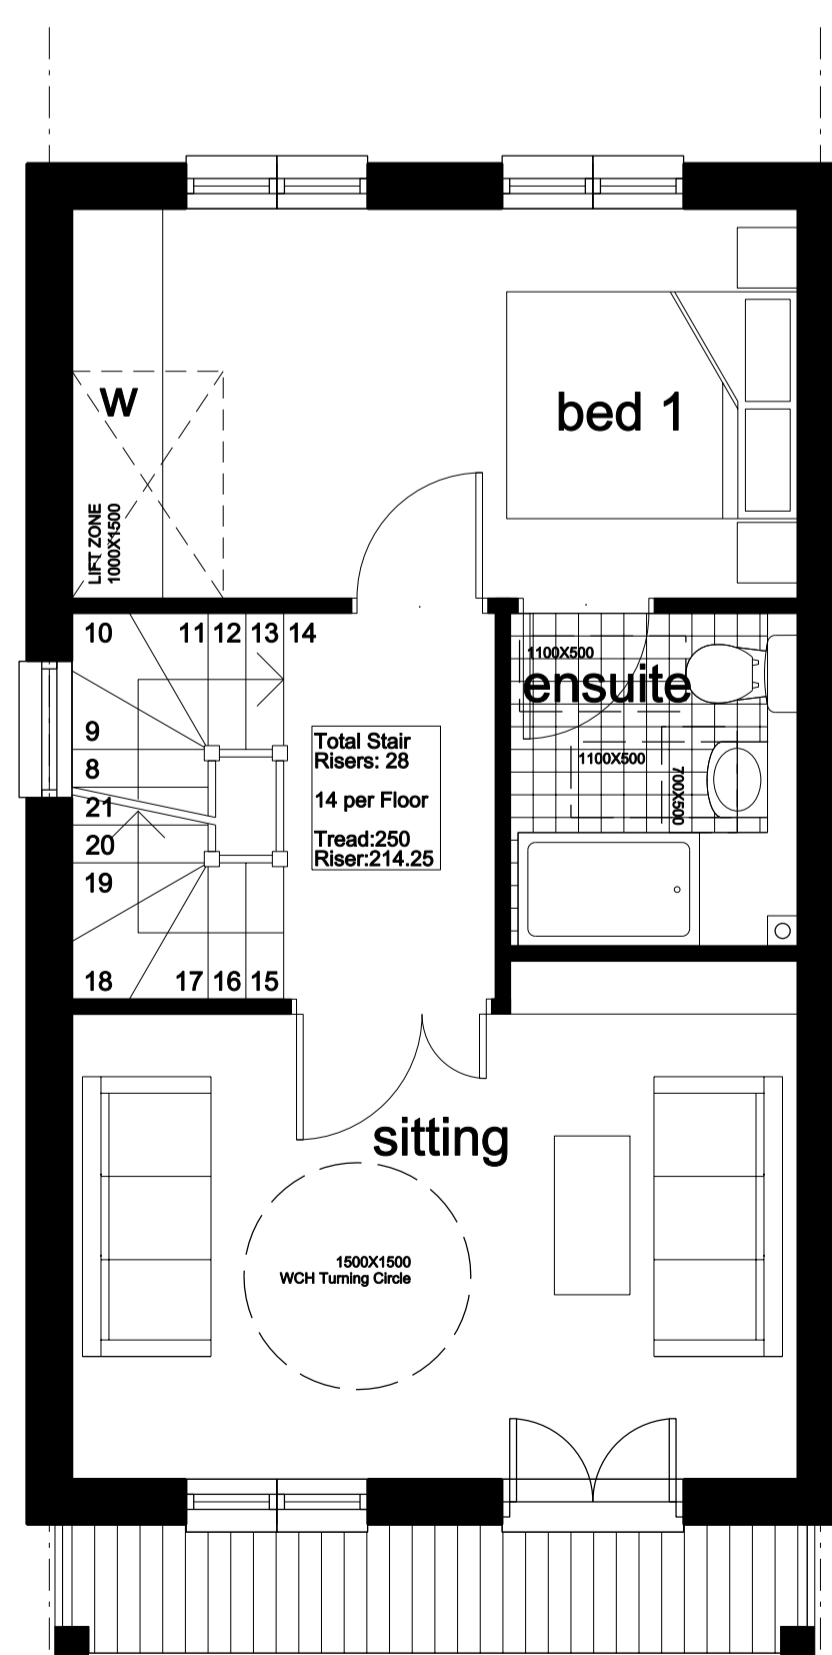 W
bed 1
LIFT ZONE
1000X1500
10
11
12
13
14
1100X500
ensuite
9
8
21
20
19
18
17
16
15
Total Stair
Risers: 28
14 per Floor
Tread:250
Riser:214.25
1100X500
700X500
sitting
1500X1500
WCH Turning Circle